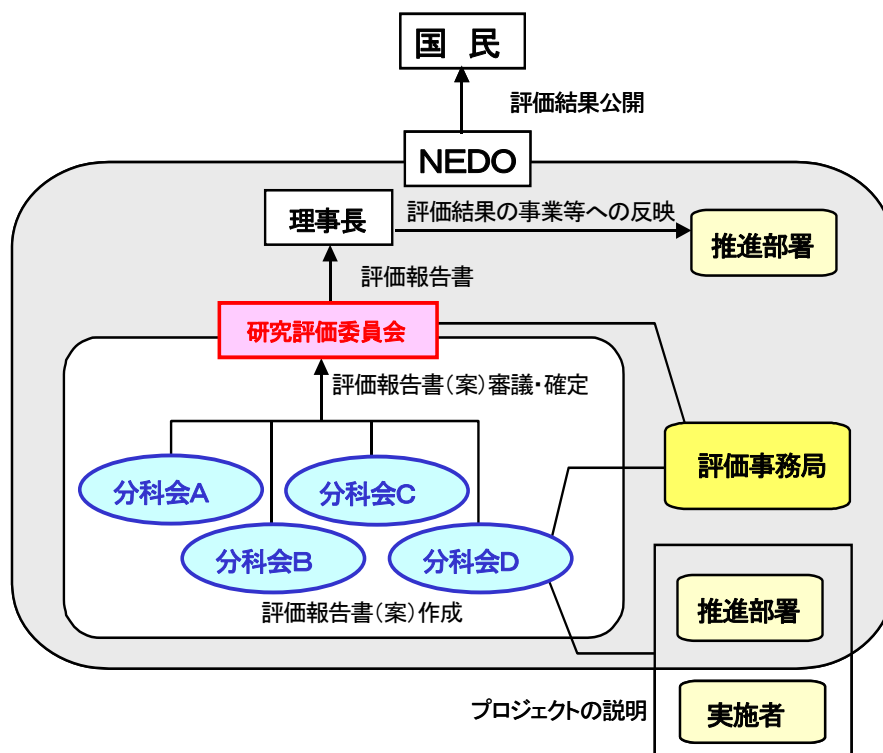 国 民
評価結果公開
NEDO
理事長
評価結果の事業等への反映
推進部署
評価報告書
研究評価委員会
評価報告書(案)審議・確定
評価事務局
分科会A
分科会C
分科会B
分科会D
評価報告書(案)作成
推進部署
プロジェクトの説明
実施者